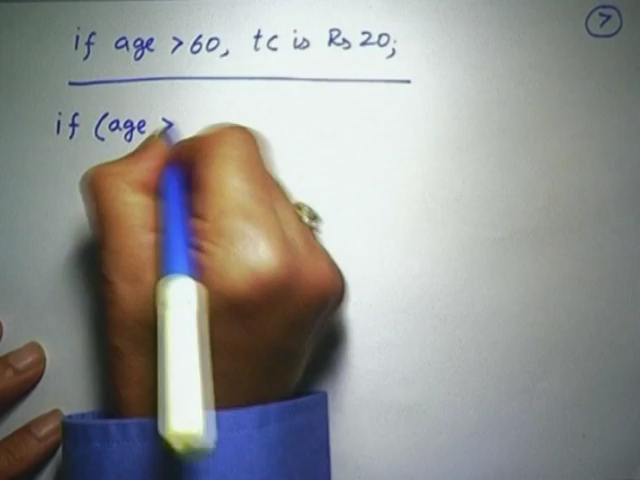 7
if age >60, tc is Rs 20;
if (age >